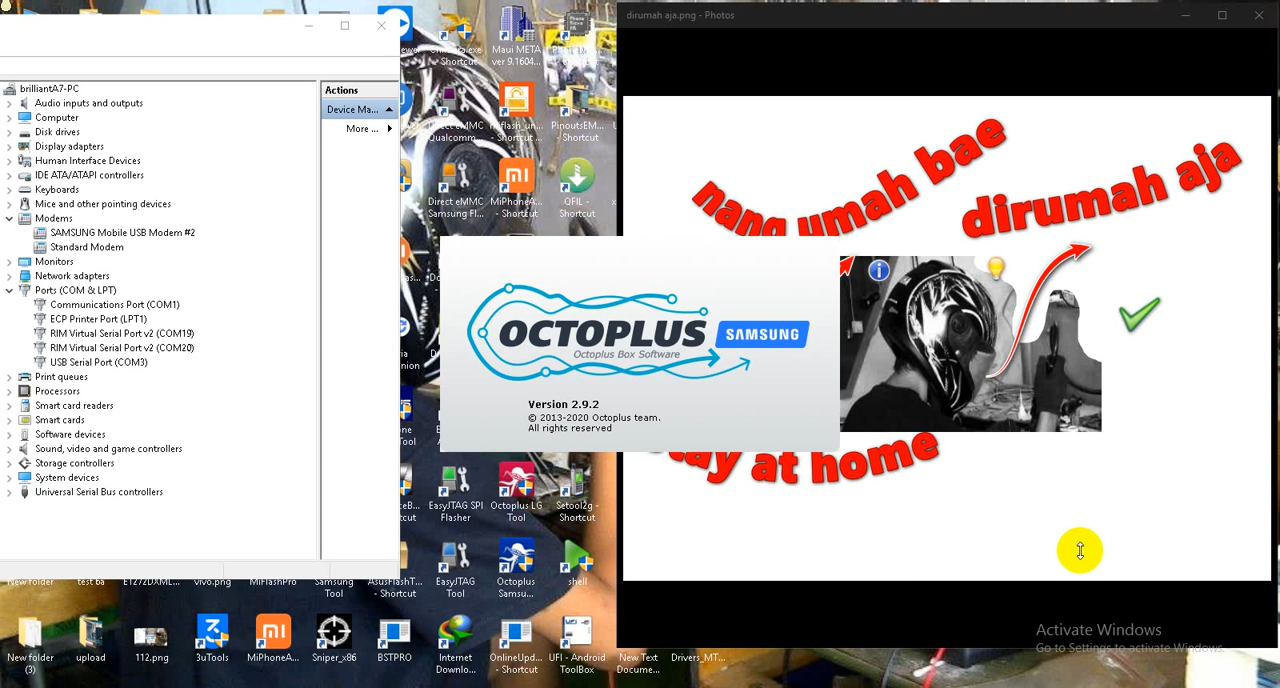 brilliantA7-PC
Audio inputs and outputs
Computer
Disk drives
Display adapters
Human Interface Devices
IDE ATA/ATAPI controllers
Keyboards
Mice and other pointing devices
Modems
SAMSUNG Mobile USB Modem #2
Standard Modem
Monitors
Network adapters
Ports (COM & LPT)
Communications Port (COM1)
ECP Printer Port (LPT1)
RIM Virtual Serial Port v2 (COM19)
RIM Virtual Serial Port v2 (COM20)
USB Serial Port (COM3)
Print queues
Processors
Smart card readers
Smart cards
Software devices
Sound, video and game controllers
Storage controllers
System devices
Universal Serial Bus controllers
Actions
Device Ma...
More ...
Maui META
ver 9.1604...
- Shortcut
Direct eMMC
Qualcomm...
- Shortcut ...
PinoutsEM...
- Shortcut
Direct eMMC
Samsung Fl...
MiPhoneA...
- Shortcut
QFIL -
Shortcut
EasyJTAG SPI
Flasher
Octoplus LG
Tool
Setool2g -
Shortcut
New folder
test ba
E1272DXML...
vivo.png
MiFlashPro
Samsung
Tool
AsusFlashT...
- Shortcut
EasyJTAG
Tool
Octoplus
Samsu...
shell
New folder
(3)
upload
112.png
3uTools
MiPhoneA...
Sniper_x86
BSTPRO
Internet
Downlo...
OnlineUpd...
- Shortcut
UFI - Android
ToolBox
New Text
Docume...
Drivers_MT...
dirumah aja.png - Photos
nang umah bae
dirumah aja
OCTOPLUS
SAMSUNG
Octoplus Box Software
Version 2.9.2
© 2013-2020 Octoplus team.
All rights reserved
at home
Activate Windows
Go to Settings to activate Windows.